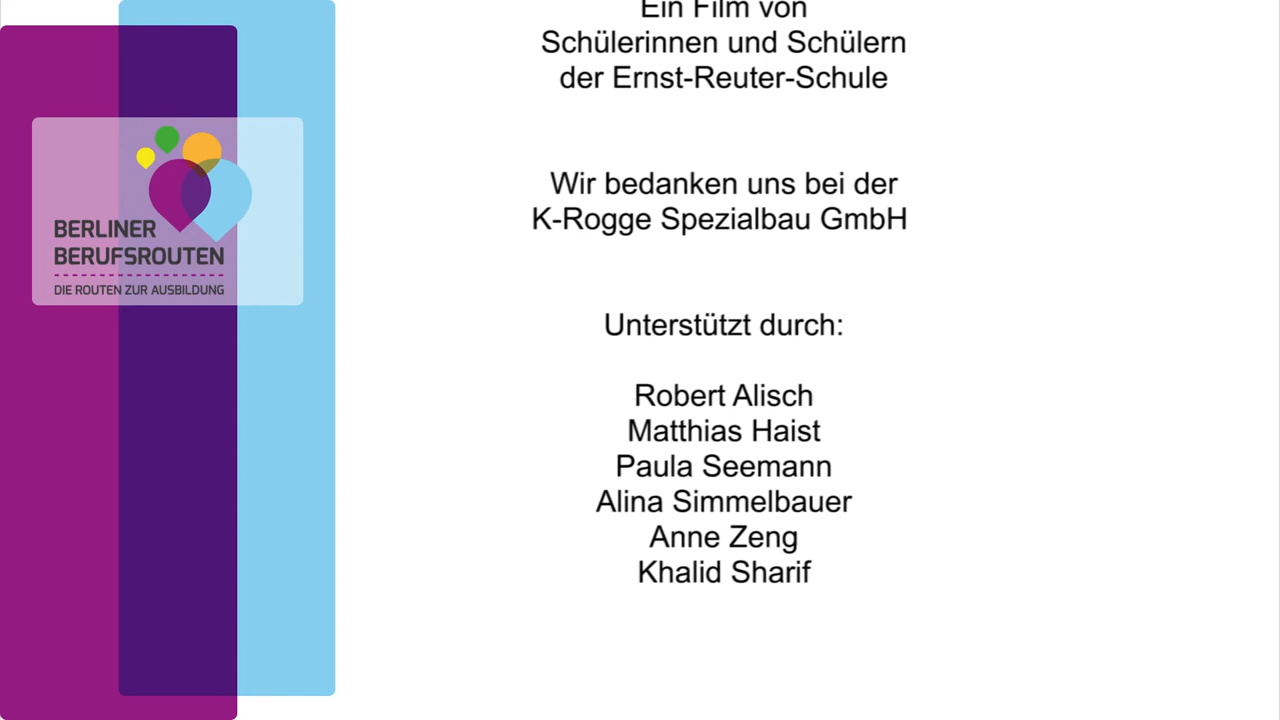 BERLINER
BERUFSROUTEN
DIE ROUTEN ZUR AUSBILDUNG
Ein Film von
Schülerinnen und Schülern
der Ernst-Reuter-Schule
Wir bedanken uns bei der
K-Rogge Spezialbau GmbH
Unterstützt durch:
Robert Alisch
Matthias Haist
Paula Seemann
Alina Simmelbauer
Anne Zeng
Khalid Sharif